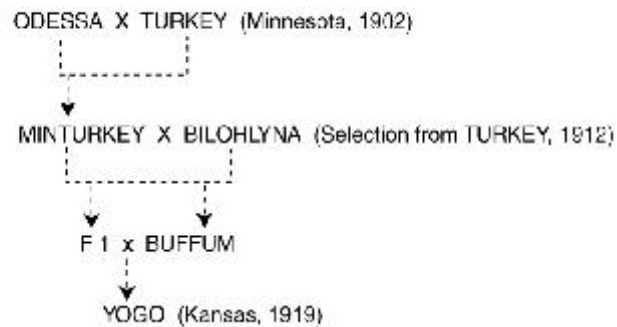 ODESSA X TURKEY (Minnesota, 1902)
MINTURKEY X BILOHLYNA (Selection from TURKEY, 1912)
F 1 x BUFFUM
YOGO (Kansas, 1919)